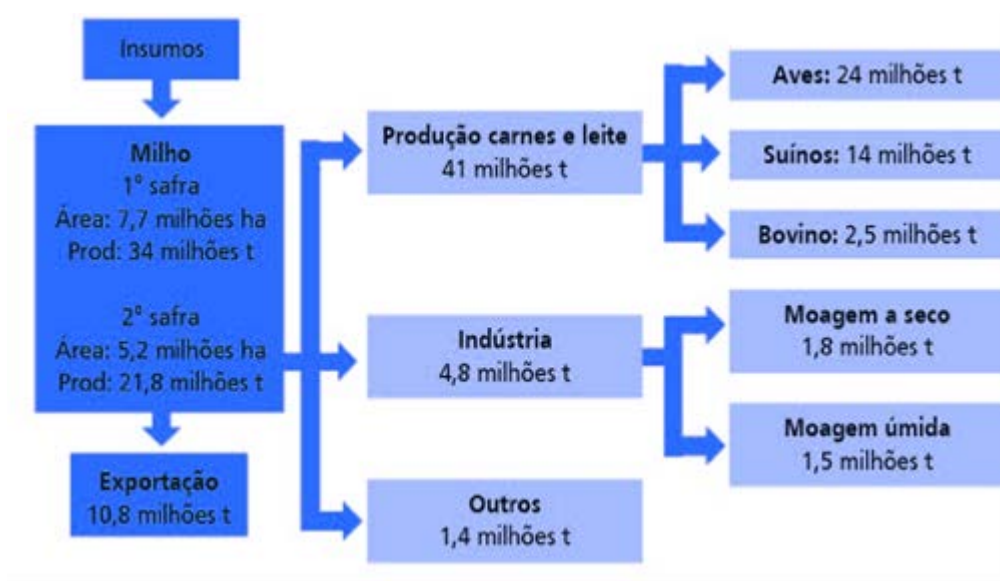 Insumos
Milho
1º safra
Área: 7,7 milhões ha
Prod: 34 milhões t
2º safra
Área: 5,2 milhões ha
Prod: 21,8 milhões t
Exportação
10,8 milhões t
Produção carnes e leite
41 milhões t
Indústria
4,8 milhões t
Outros
1,4 milhões t
Aves: 24 milhões t
Suínos: 14 milhões t
Bovino: 2,5 milhões t
Moagem a seco
1,8 milhões t
Moagem úmida
1,5 milhões t